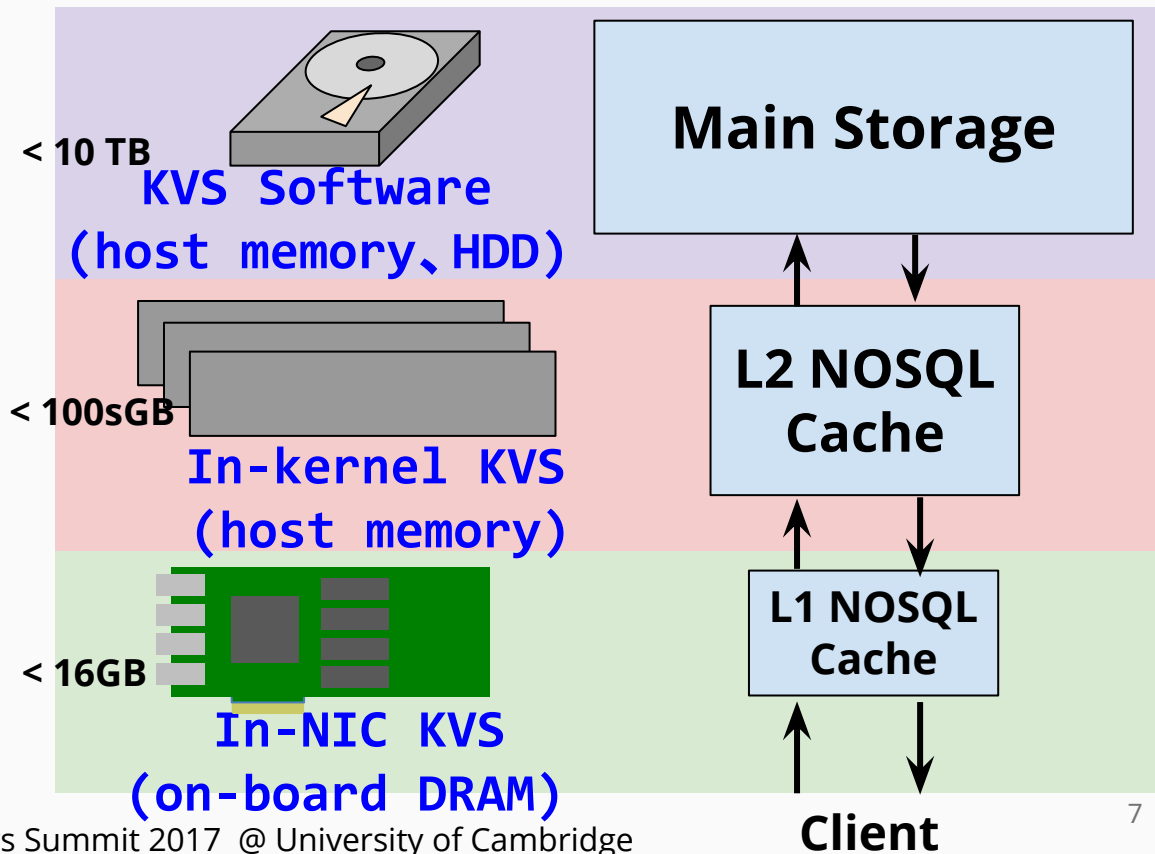 Main Storage
< 10 TB
KVS Software
(host memory、HDD)
L2 NOSQL
Cache
< 100sGB
In-kernel KVS
(host memory)
L1 NOSQL
Cache
< 16GB
In-NIC KVS
(on-board DRAM)
s Summit 2017 @ University of Cambridge
Client
7